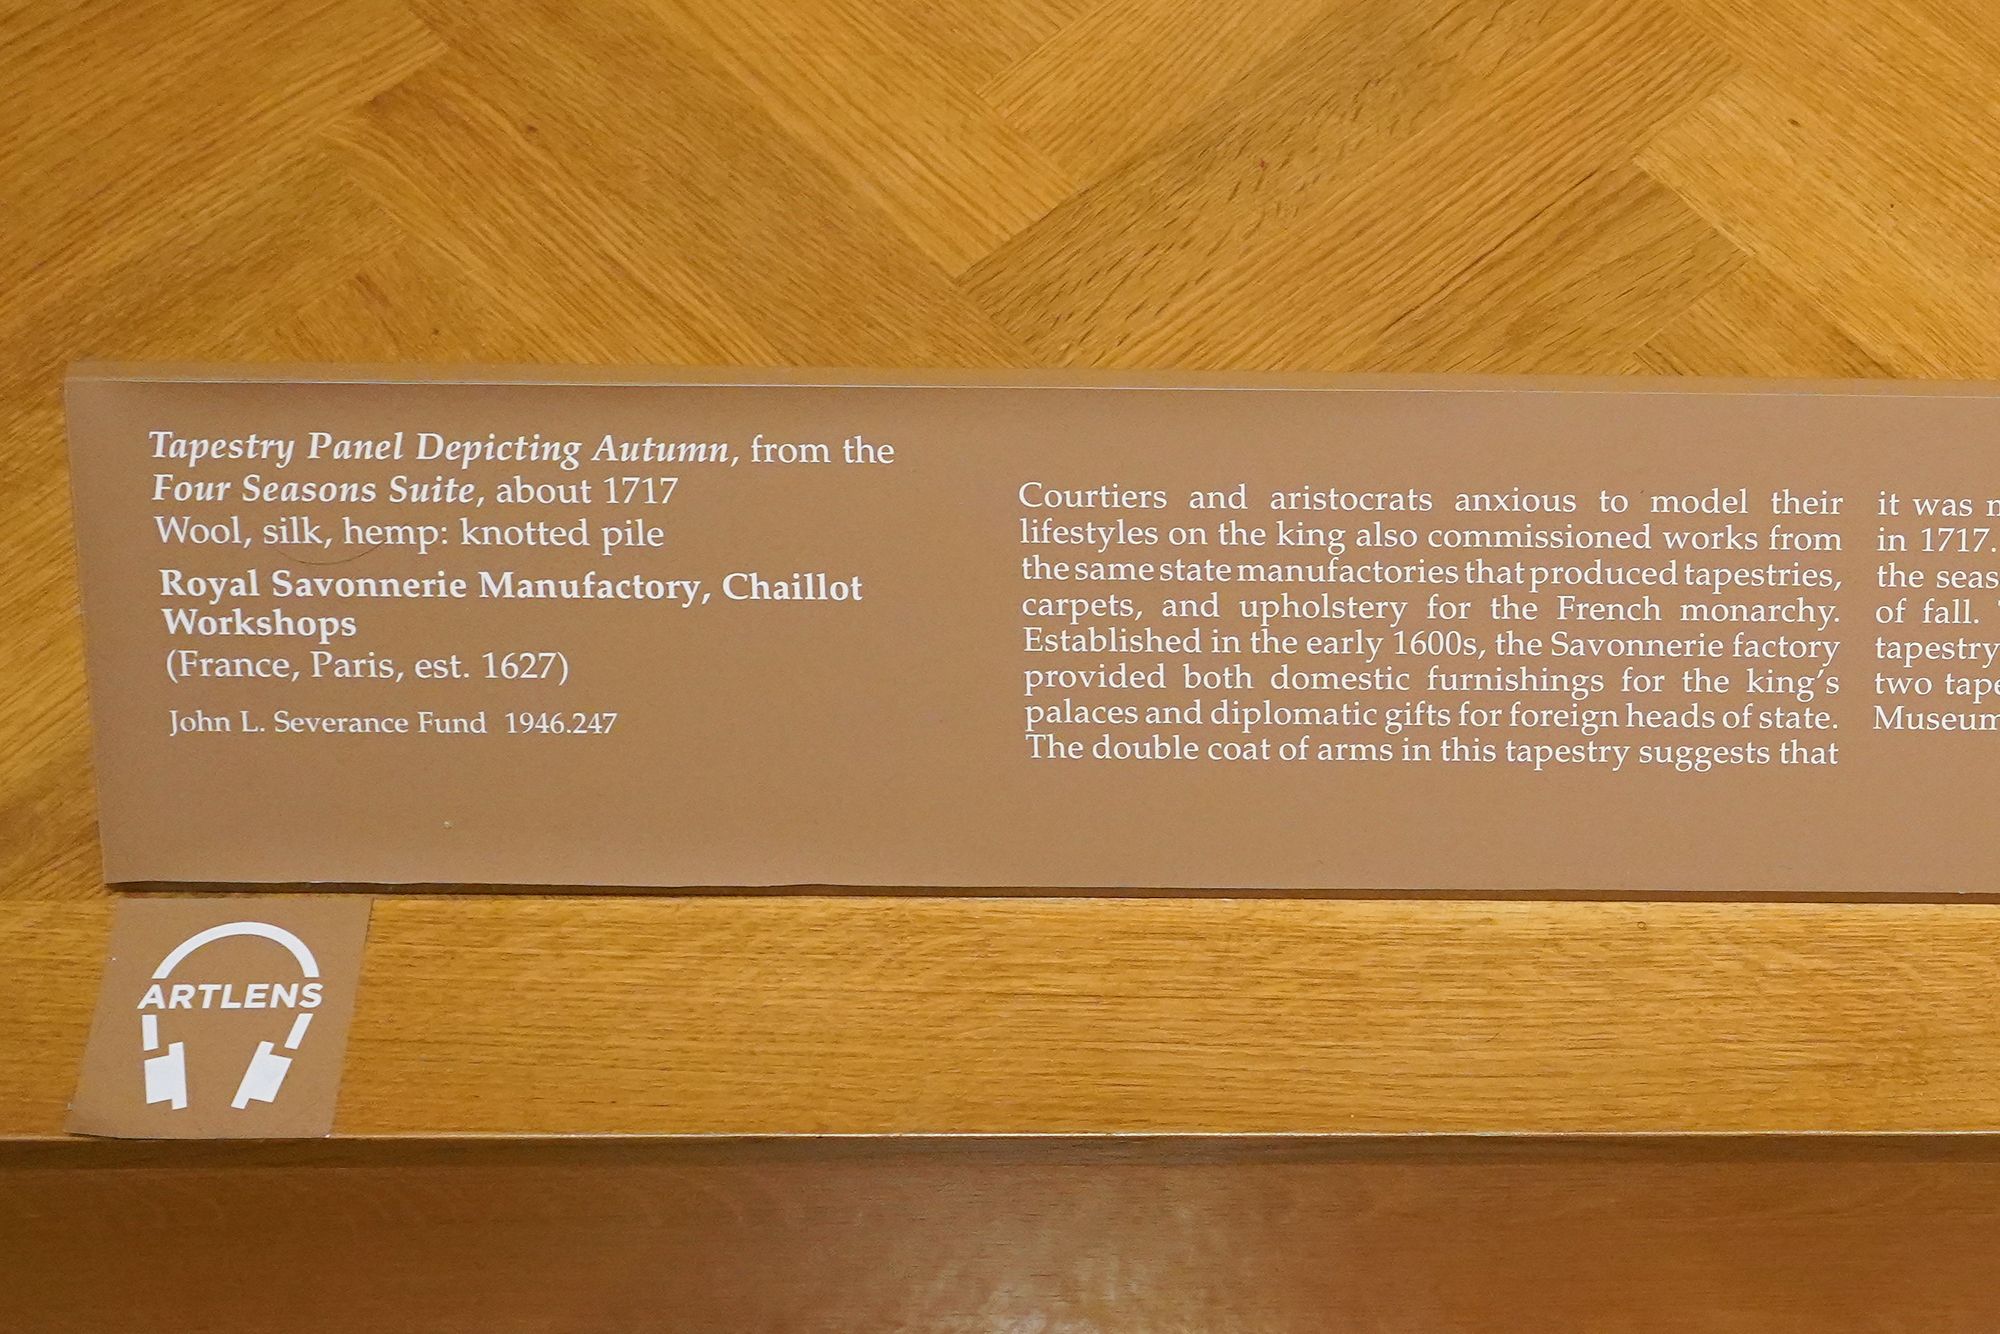 Tapestry Panel Depicting Autumn, from the
Four Seasons Suite, about 1717
Wool, silk, hemp: knotted pile
Royal Savonnerie Manufactory, Chaillot
Workshops
(France, Paris, est. 1627)
John L. Severance Fund 1946.247
Courtiers and aristocrats anxious to model their
lifestyles on the king also commissioned works from
the same state manufactories that produced tapestries,
carpets, and upholstery for the French monarchy.
Established in the early 1600s, the Savonnerie factory
provided both domestic furnishings for the king's
palaces and diplomatic gifts for foreign heads of state.
The double coat of arms in this tapestry suggests that
it was
in 1717.
the
of fall.
tapestry
two
Museum
ARTLENS